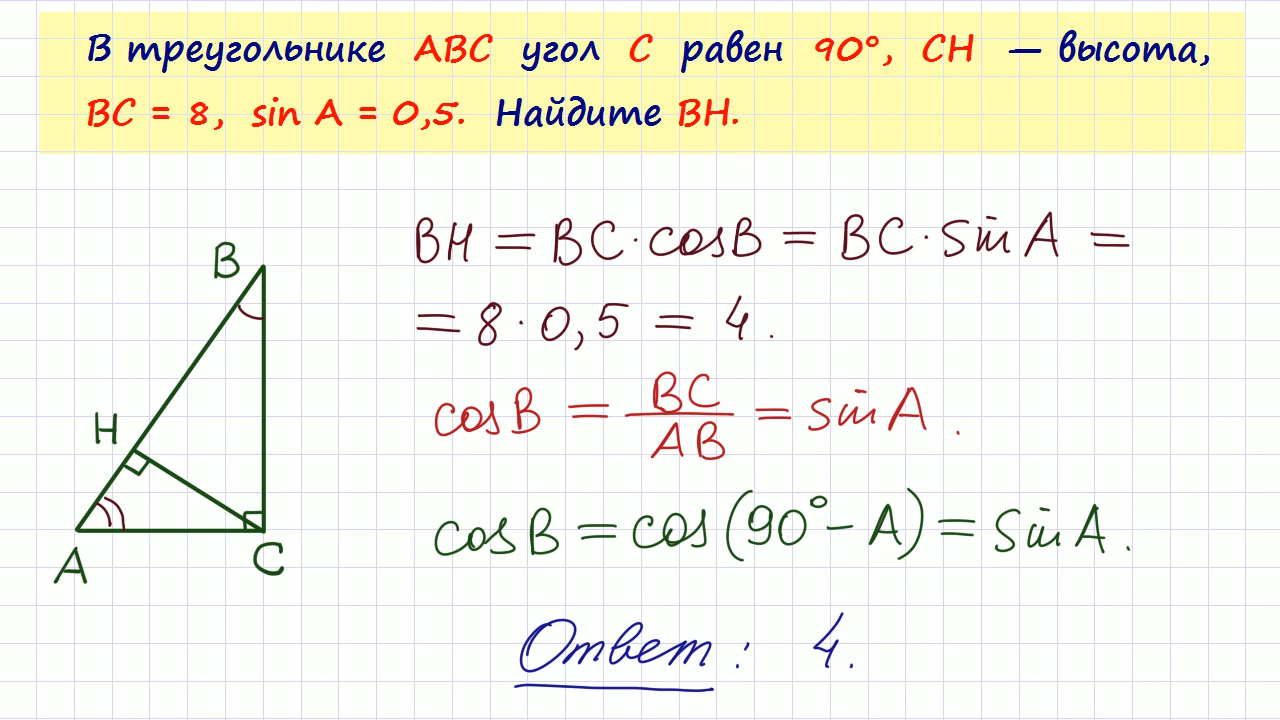 В треугольнике ABC угол C равен 90°, CH — высота,
BC = 8, sin A = 0,5. Найдите BH.
B
H
A
C
BH = BC · cosB = BC · sin A =
= 8 · 0,5 = 4.
cosB = BC/AB = sin A.
cosB = cos(90° − A) = sin A.
Ответ: 4.